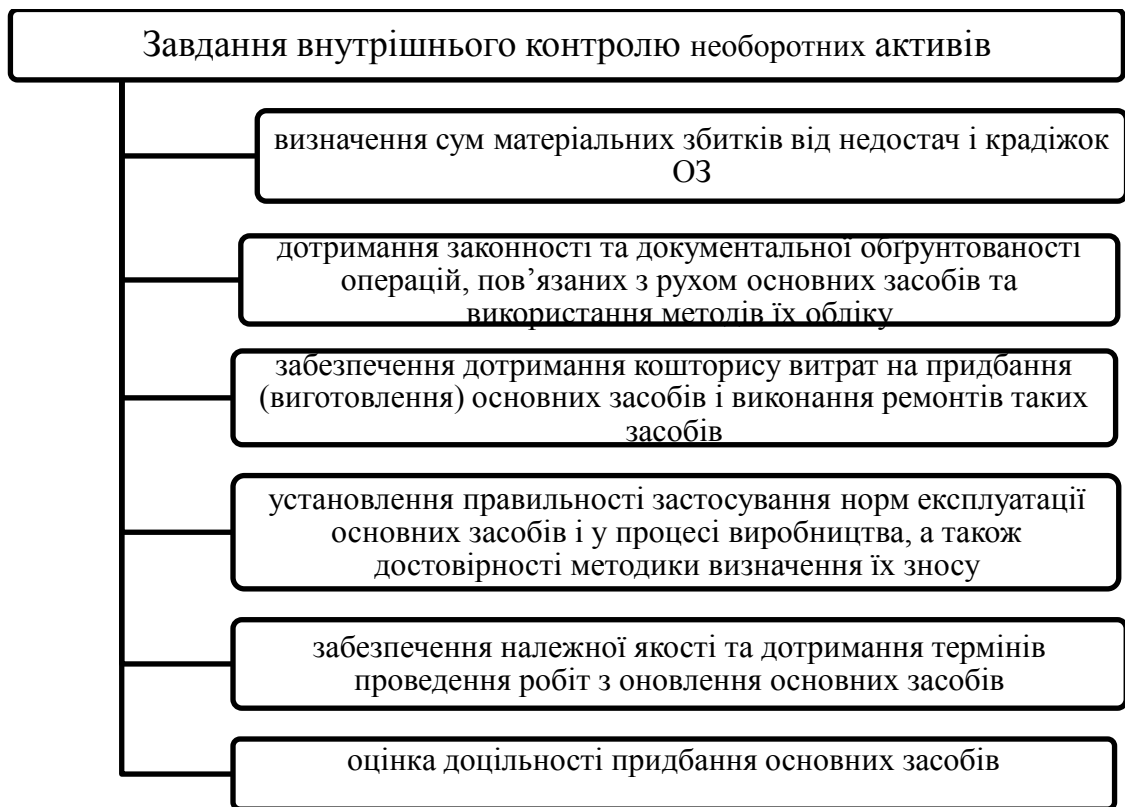 Завдання внутрішнього контролю необоротних активів
визначення сум матеріальних збитків від недостач і крадіжок
ОЗ
дотримання законності та документальної обґрунтованості
операцій, пов’язаних з рухом основних засобів та
використання методів їх обліку
забезпечення дотримання кошторису витрат на придбання
(виготовлення) основних засобів і виконання ремонтів таких
засобів
установлення правильності застосування норм експлуатації
основних засобів і у процесі виробництва, а також
достовірності методики визначення їх зносу
забезпечення належної якості та дотримання термінів
проведення робіт з оновлення основних засобів
оцінка доцільності придбання основних засобів